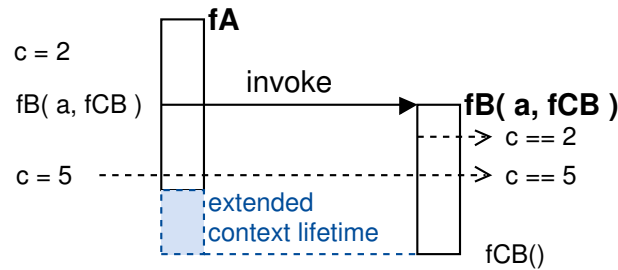 fA
c = 2
invoke
fB( a, fCB )
fB( a, fCB )
c == 2
c = 5
c == 5
extended
context lifetime
fCB()